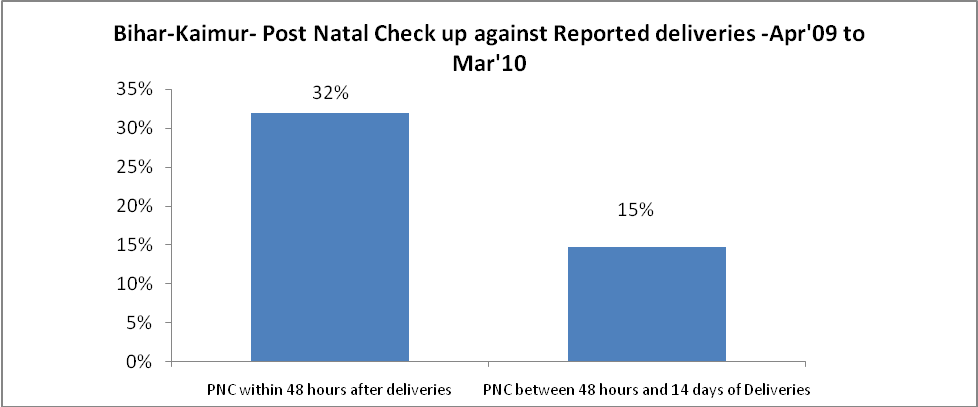 Bihar-Kaimur- Post Natal Check up against Reported deliveries -Apr'09 to
Mar'10
35%
30%
25%
20%
15%
10%
5%
0%
32%
15%
PNC within 48 hours after deliveries
PNC between 48 hours and 14 days of Deliveries